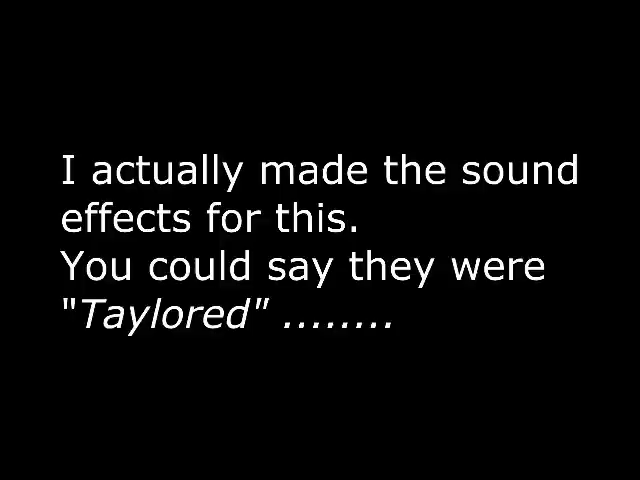 I actually made the sound
effects for this.
You could say they were
"Taylored" ........